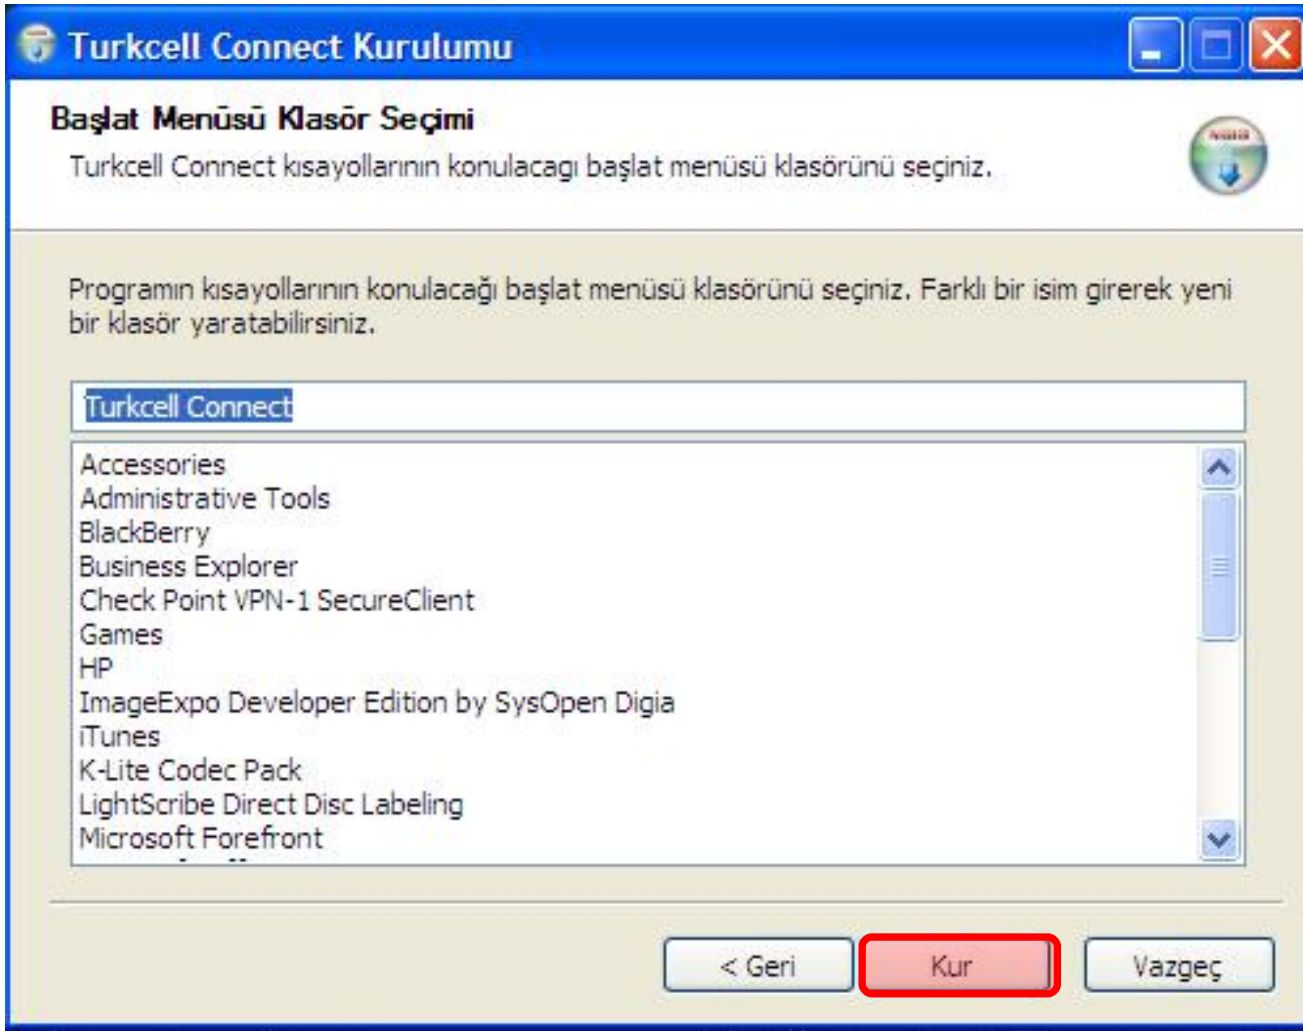 Turkcell Connect Kurulumu
Başlat Menüsü Klasör Seçimi
Turkcell Connect kısayollarının konulacagı başlat menüsü klasörünü seçiniz.
Programın kısayollarının konulacağı başlat menüsü klasörünü seçiniz. Farklı bir isim girerek yeni
bir klasör yaratabilirsiniz.
Turkcell Connect
Accessories
Administrative Tools
BlackBerry
Business Explorer
Check Point VPN-1 SecureClient
Games
HP
ImageExpo Developer Edition by SysOpen Digia
iTunes
K-Lite Codec Pack
LightScribe Direct Disc Labeling
Microsoft Forefront
< Geri
Kur
Vazgeç